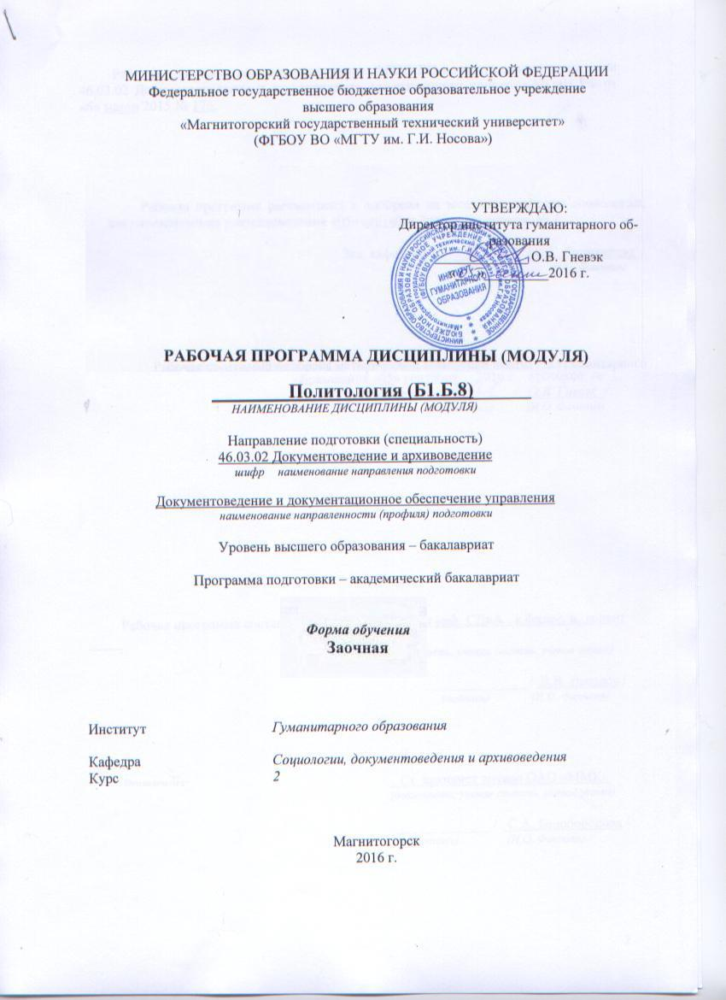 МИНИСТЕРСТВО ОБРАЗОВАНИЯ И НАУКИ РОССИЙСКОЙ ФЕДЕРАЦИИ
Федеральное государственное бюджетное образовательное учреждение
высшего образования
«Магнитогорский государственный технический университет»
(ФГБОУ ВО «МГТУ им. Г.И. Носова»)
УТВЕРЖДАЮ:
Директор института гуманитарного об-
разования
О.В. Гневэк
2016 г.
ИНСТИТУТ
ГУМАНИТАРНОГО
ОБРАЗОВАНИЯ
РАБОЧАЯ ПРОГРАММА ДИСЦИПЛИНЫ (МОДУЛЯ)
Политология (Б1.Б.8)
НАИМЕНОВАНИЕ ДИСЦИПЛИНЫ (МОДУЛЯ)
Направление подготовки (специальность)
46.03.02 Документоведение и архивоведение
шифр наименование направления подготовки
Документоведение и документационное обеспечение управления
наименование направленности (профиля) подготовки
Уровень высшего образования – бакалавриат
Программа подготовки – академический бакалавриат
Форма обучения
Заочная
Институт Гуманитарного образования
Кафедра Социологии, документоведения и архивоведения
Курс 2
Магнитогорск
2016 г.